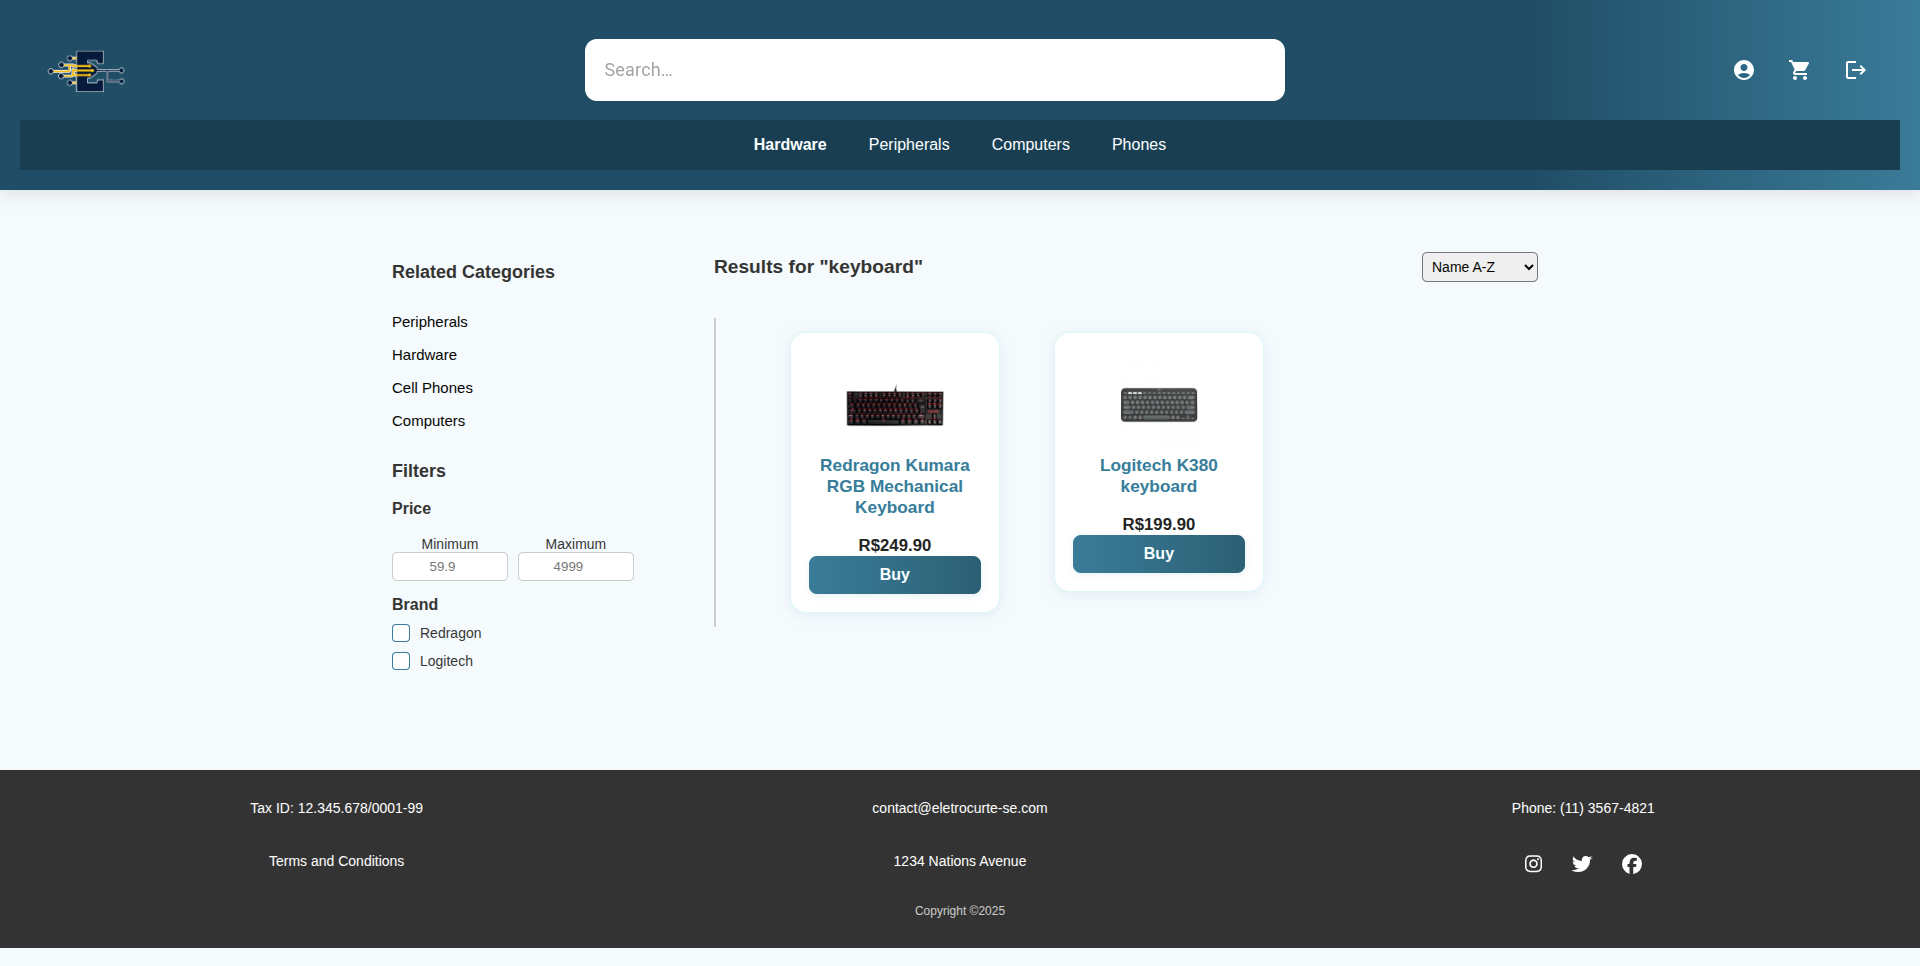 Search...
Hardware Peripherals Computers Phones
Related Categories
Peripherals
Hardware
Cell Phones
Computers
Filters
Price
Minimum Maximum
59.9 4999
Brand
Redragon
Logitech
Results for "keyboard"
Name A-Z
Redragon Kumara
RGB Mechanical
Keyboard
R$249.90
Buy
Logitech K380
keyboard
R$199.90
Buy
Tax ID: 12.345.678/0001-99
Terms and Conditions
contact@eletrocurte-se.com
1234 Nations Avenue
Phone: (11) 3567-4821
Copyright ©2025